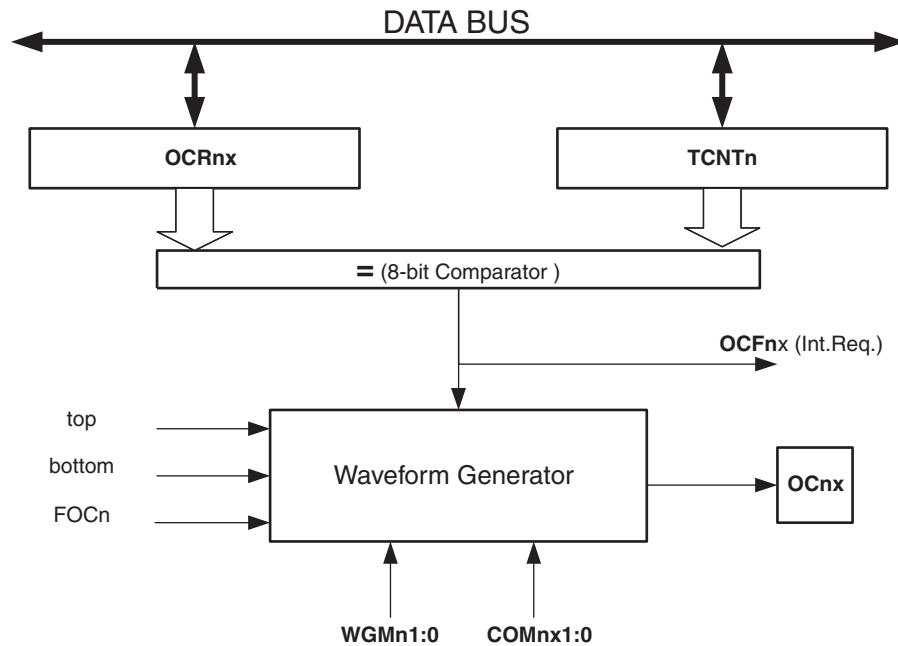 DATA BUS
OCRnx
TCNTn
= (8-bit Comparator )
OCFnx (Int.Req.)
top
bottom
FOCn
Waveform Generator
OCnx
WGMn1:0
COMnx1:0